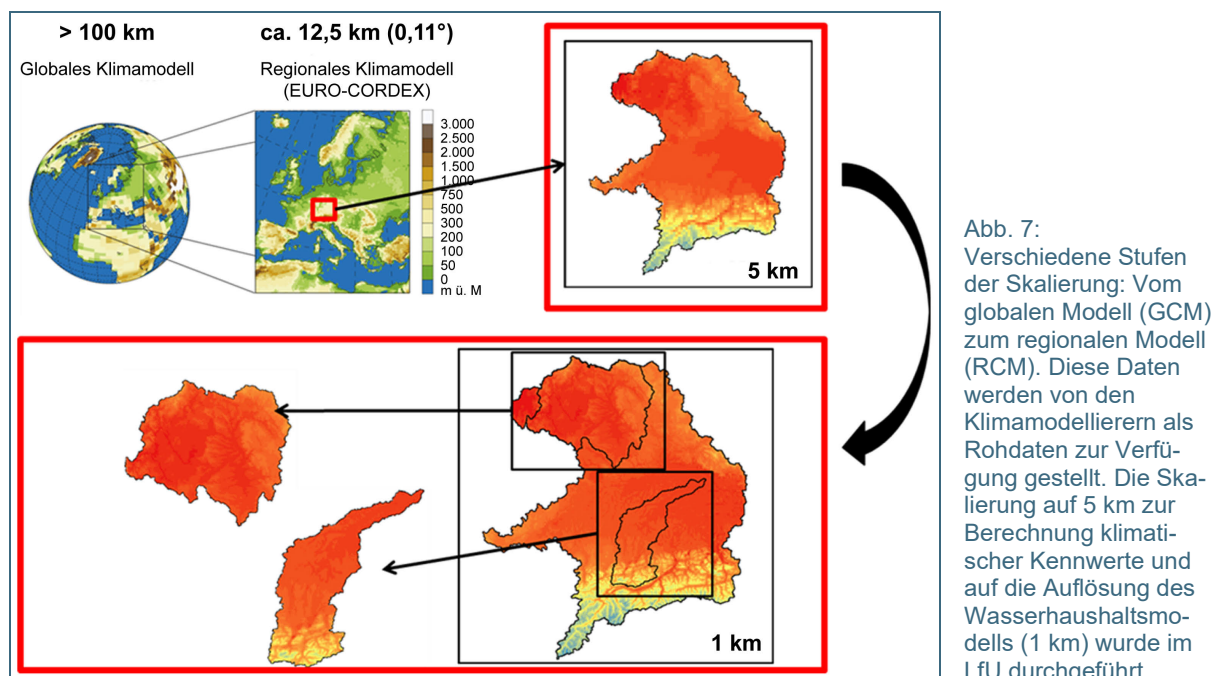 > 100 km
Globales Klimamodell
ca. 12,5 km (0,11°)
Regionales Klimamodell
(EURO-CORDEX)
3.000
2.500
2.000
1.500
1.000
750
500
300
200
100
50
0
m ü. M
5 km
1 km
Abb. 7:
Verschiedene Stufen
der Skalierung: Vom
globalen Modell (GCM)
zum regionalen Modell
(RCM). Diese Daten
werden von den
Klimamodellierern als
Rohdaten zur Verfü-
gung gestellt. Die Ska-
lierung auf 5 km zur
Berechnung klimati-
scher Kennwerte und
auf die Auflösung des
Wasserhaushaltsmo-
dells (1 km) wurde im
LfU durchgeführt